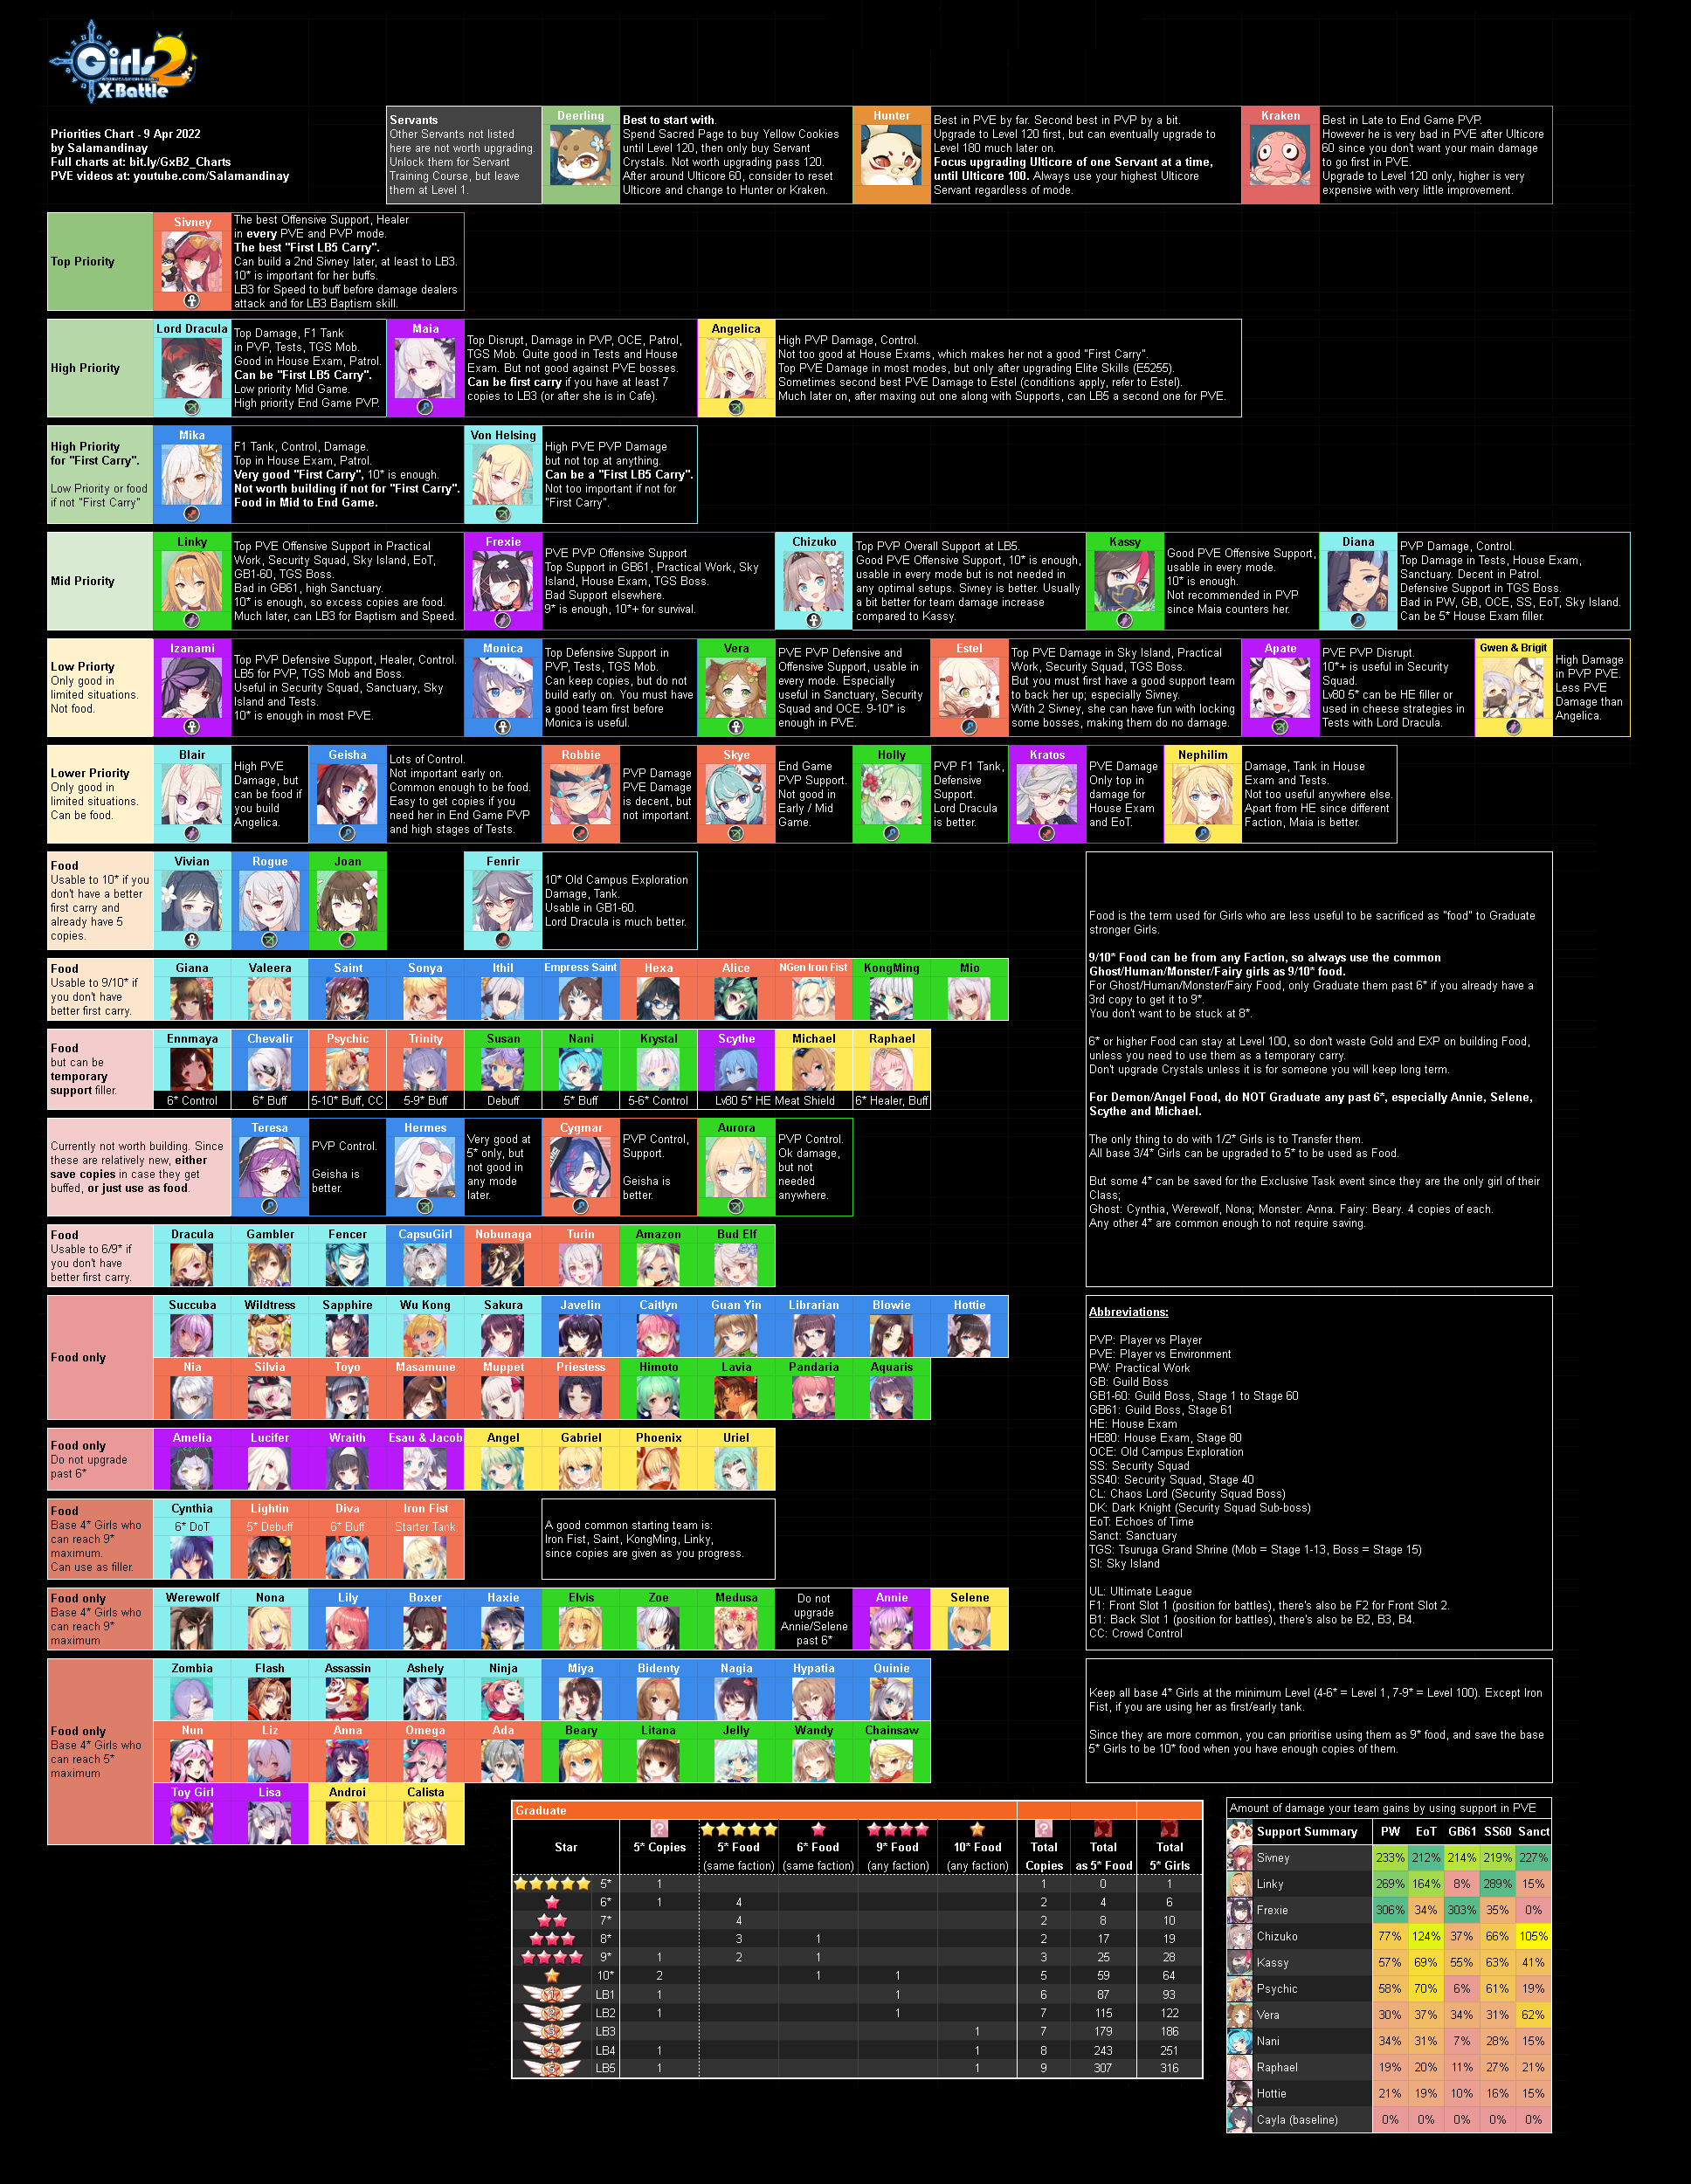 Girls 2
X-Battle
Priorities Chart - 9 Apr 2022
by Salamandinay
Full charts at: bit.ly/GxB2_Charts
PVE videos at: youtube.com/Salamandinay
Servants
Other Servants not listed
here are not worth upgrading.
Unlock them for Servant
Training Course, but leave
them at Level 1.
Deerling
Best to start with.
Spend Sacred Page to buy Yellow Cookies
until Level 120, then only buy Servant
Crystals. Not worth upgrading pass 120.
After around Ulticore 60, consider to reset
Ulticore and change to Hunter or Kraken.
Hunter
Best in PVE by far. Second best in PVP by a bit.
Upgrade to Level 120 first, but can eventually upgrade to
Level 180 much later on.
Focus upgrading Ulticore of one Servant at a time,
until Ulticore 100. Always use your highest Ulticore
Servant regardless of mode.
Kraken
Best in Late to End Game PVP.
However he is very bad in PVE after Ulticore
60 since you don't want your main damage
to go first in PVE.
Upgrade to Level 120 only, higher is very
expensive with very little improvement.
Top Priority
Sivney
The best Offensive Support, Healer
in every PVE and PVP mode.
The best "First LB5 Carry".
Can build a 2nd Sivney later, at least to LB3.
10* is important for her buffs.
LB3 for Speed to buff before damage dealers
attack and for LB3 Baptism skill.
High Priority
Lord Dracula
Top Damage, F1 Tank
in PVP, Tests, TGS Mob.
Good in House Exam, Patrol.
Can be "First LB5 Carry".
Low priority Mid Game.
High priority End Game PVP.
Maia
Top Disrupt, Damage in PVP, OCE, Patrol,
TGS Mob. Quite good in Tests and House
Exam. But not good against PVE bosses.
Can be first carry if you have at least 7
copies to LB3 (or after she is in Cafe).
Angelica
High PVP Damage, Control.
Not too good at House Exams, which makes her not a good "First Carry".
Top PVE Damage in most modes, but only after upgrading Elite Skills (E5255).
Sometimes second best PVE Damage to Estel (conditions apply, refer to Estel).
Much later on, after maxing out one along with Supports, can LB5 a second one for PVE.
High Priority
for "First Carry".
Low Priority or food
if not "First Carry"
Mika
F1 Tank, Control, Damage.
Top in House Exam, Patrol.
Very good "First Carry", 10* is enough.
Not worth building if not for "First Carry".
Food in Mid to End Game.
Von Helsing
High PVE PVP Damage
but not top at anything.
Can be a "First LB5 Carry".
Not too important if not for
"First Carry".
Mid Priority
Linky
Top PVE Offensive Support in Practical
Work, Security Squad, Sky Island, EoT,
GB1-60, TGS Boss.
Bad in GB61, high Sanctuary.
10* is enough, so excess copies are food.
Much later, can LB3 for Baptism and Speed.
Frexie
PVE PVP Offensive Support
Top Support in GB61, Practical Work, Sky
Island, House Exam, TGS Boss.
Bad Support elsewhere.
9* is enough, 10*+ for survival.
Chizuko
Top PVP Overall Support at LB5.
Good PVE Offensive Support, 10* is enough,
usable in every mode but is not needed in
any optimal setups. Sivney is better. Usually
a bit better for team damage increase
compared to Kassy.
Kassy
Good PVE Offensive Support,
usable in every mode.
10* is enough.
Not recommended in PVP
since Maia counters her.
Diana
PVP Damage, Control.
Top Damage in Tests, House Exam,
Sanctuary. Decent in Patrol.
Defensive Support in TGS Boss.
Bad in PW, GB, OCE, SS, EoT, Sky Island.
Can be 5* House Exam filler.
Low Priorty
Only good in
limited situations.
Not food.
Izanami
Top PVP Defensive Support, Healer, Control.
LB5 for PVP, TGS Mob and Boss.
Useful in Security Squad, Sanctuary, Sky
Island and Tests.
10* is enough in most PVE.
Monica
Top Defensive Support in
PVP, Tests, TGS Mob.
Can keep copies, but do not
build early on. You must have
a good team first before
Monica is useful.
Vera
PVE PVP Defensive and
Offensive Support, usable in
every mode. Especially
useful in Sanctuary, Security
Squad and OCE. 9-10* is
enough in PVE.
Estel
Top PVE Damage in Sky Island, Practical
Work, Security Squad, TGS Boss.
But you must first have a good support team
to back her up; especially Sivney.
With 2 Sivney, she can have fun with locking
some bosses, making them do no damage.
Apate
PVE PVP Disrupt.
10*+ is useful in Security
Squad.
Lv80 5* can be HE filler or
used in cheese strategies in
Tests with Lord Dracula.
Gwen & Brigit
High Damage
in PVP PVE.
Less PVE
Damage than
Angelica.
Lower Priority
Only good in
limited situations.
Can be food.
Blair
High PVE
Damage, but
can be food if
you build
Angelica.
Geisha
Lots of Control.
Not important early on.
Common enough to be food.
Easy to get copies if you
need her in End Game PVP
and high stages of Tests.
Robbie
PVP Damage
PVE Damage
is decent, but
not important.
Skye
End Game
PVP Support.
Not good in
Early / Mid
Game.
Holly
PVP F1 Tank,
Defensive
Support.
Lord Dracula
is better.
Kratos
PVE Damage
Only top in
damage for
House Exam
and EoT.
Nephilim
Damage, Tank in House
Exam and Tests.
Not too useful anywhere else.
Apart from HE since different
Faction, Maia is better.
Food
Usable to 10* if you
don't have a better
first carry and
already have 5
copies.
Vivian
Rogue
Joan
Fenrir
10* Old Campus Exploration
Damage, Tank.
Usable in GB1-60.
Lord Dracula is much better.
Food is the term used for Girls who are less useful to be sacrificed as "food" to Graduate
stronger Girls.
9/10* Food can be from any Faction, so always use the common
Ghost/Human/Monster/Fairy girls as 9/10* food.
For Ghost/Human/Monster/Fairy Food, only Graduate them past 6* if you already have a
3rd copy to get it to 9*.
You don't want to be stuck at 8*.
6* or higher Food can stay at Level 100, so don't waste Gold and EXP on building Food,
unless you need to use them as a temporary carry.
Don't upgrade Crystals unless it is for someone you will keep long term.
For Demon/Angel Food, do NOT Graduate any past 6*, especially Annie, Selene,
Scythe and Michael.
The only thing to do with 1/2* Girls is to Transfer them.
All base 3/4* Girls can be upgraded to 5* to be used as Food.
But some 4* can be saved for the Exclusive Task event since they are the only girl of their
Class;
Ghost: Cynthia, Werewolf, Nona; Monster: Anna. Fairy: Beary. 4 copies of each.
Any other 4* are common enough to not require saving.
Food
Usable to 9/10* if
you don't have
better first carry.
Giana Valeera Saint Sonya Ithil Empress Saint Hexa Alice NGen Iron Fist KongMing Mio
Food
but can be
temporary
support filler.
Ennmaya Chevalir Psychic Trinity Susan Nani Krystal Scythe Michael Raphael
6* Control 6* Buff 5-10* Buff, CC 5-9* Buff Debuff 5* Buff 5-6* Control Lv80 5* HE Meat Shield 6* Healer, Buff
Currently not worth building. Since
these are relatively new, either
save copies in case they get
buffed, or just use as food.
Teresa
PVP Control.
Geisha is
better.
Hermes
Very good at
5* only, but
not good in
any mode
later.
Cygmar
PVP Control,
Support.
Geisha is
better.
Aurora
PVP Control.
Ok damage,
but not
needed
anywhere.
Food
Usable to 6/9* if
you don't have
better first carry.
Dracula Gambler Fencer CapsuGirl Nobunaga Turin Amazon Bud Elf
Food only
Succuba Wildtress Sapphire Wu Kong Sakura Javelin Caitlyn Guan Yin Librarian Blowie Hottie
Nia Silvia Toyo Masamune Muppet Priestess Himoto Lavia Pandaria Aquaris
Abbreviations:
PVP: Player vs Player
PVE: Player vs Environment
PW: Practical Work
GB: Guild Boss
GB1-60: Guild Boss, Stage 1 to Stage 60
GB61: Guild Boss, Stage 61
HE: House Exam
HE80: House Exam, Stage 80
OCE: Old Campus Exploration
SS: Security Squad
SS40: Security Squad, Stage 40
CL: Chaos Lord (Security Squad Boss)
DK: Dark Knight (Security Squad Sub-boss)
EoT: Echoes of Time
Sanct: Sanctuary
TGS: Tsuruga Grand Shrine (Mob = Stage 1-13, Boss = Stage 15)
SI: Sky Island
UL: Ultimate League
F1: Front Slot 1 (position for battles), there's also be F2 for Front Slot 2.
B1: Back Slot 1 (position for battles), there's also be B2, B3, B4.
CC: Crowd Control
Food only
Do not upgrade
past 6*
Amelia Lucifer Wraith Esau & Jacob Angel Gabriel Phoenix Uriel
Food
Base 4* Girls who
can reach 9*
maximum.
Can use as filler.
Cynthia Lightin Diva Iron Fist
6* DoT 5* Debuff 6* Buff Starter Tank
A good common starting team is:
Iron Fist, Saint, KongMing, Linky,
since copies are given as you progress.
Food only
Base 4* Girls who
can reach 9*
maximum
Werewolf Nona Lily Boxer Haxie Elvis Zoe Medusa
Do not
upgrade
Annie/Selene
past 6*
Annie Selene
Food only
Base 4* Girls who
can reach 5*
maximum
Zombia Flash Assassin Ashely Ninja Miya Bidenty Nagia Hypatia Quinie
Nun Liz Anna Omega Ada Beary Litana Jelly Wandy Chainsaw
Toy Girl Lisa Androi Calista
Keep all base 4* Girls at the minimum Level (4-6* = Level 1, 7-9* = Level 100). Except Iron
Fist, if you are using her as first/early tank.
Since they are more common, you can prioritise using them as 9* food, and save the base
5* Girls to be 10* food when you have enough copies of them.
Graduate
Star 5* Copies 5* Food 6* Food 9* Food 10* Food Total Total Total
(same faction) (same faction) (any faction) (any faction) Copies as 5* Food 5* Girls
5* 1 1 0 1
6* 1 4 2 4 6
7* 4 2 8 10
8* 3 1 2 17 19
9* 1 2 1 3 25 28
10* 2 1 1 5 59 64
1 LB1 1 1 6 87 93
2 LB2 1 1 7 115 122
3 LB3 1 7 179 186
4 LB4 1 1 8 243 251
5 LB5 1 1 9 307 316
Amount of damage your team gains by using support in PVE
Support Summary PW EoT GB61 SS60 Sanct
Sivney 233% 212% 214% 219% 227%
Linky 269% 164% 8% 289% 15%
Frexie 306% 34% 303% 35% 0%
Chizuko 77% 124% 37% 66% 105%
Kassy 57% 69% 55% 63% 41%
Psychic 58% 70% 6% 61% 19%
Vera 30% 37% 34% 31% 62%
Nani 34% 31% 7% 28% 15%
Raphael 19% 20% 11% 27% 21%
Hottie 21% 19% 10% 16% 15%
Cayla (baseline) 0% 0% 0% 0% 0%